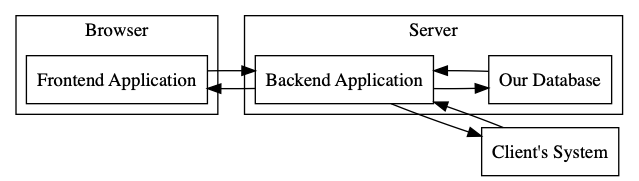 Browser
Server
Frontend Application
Backend Application
Our Database
Client's System